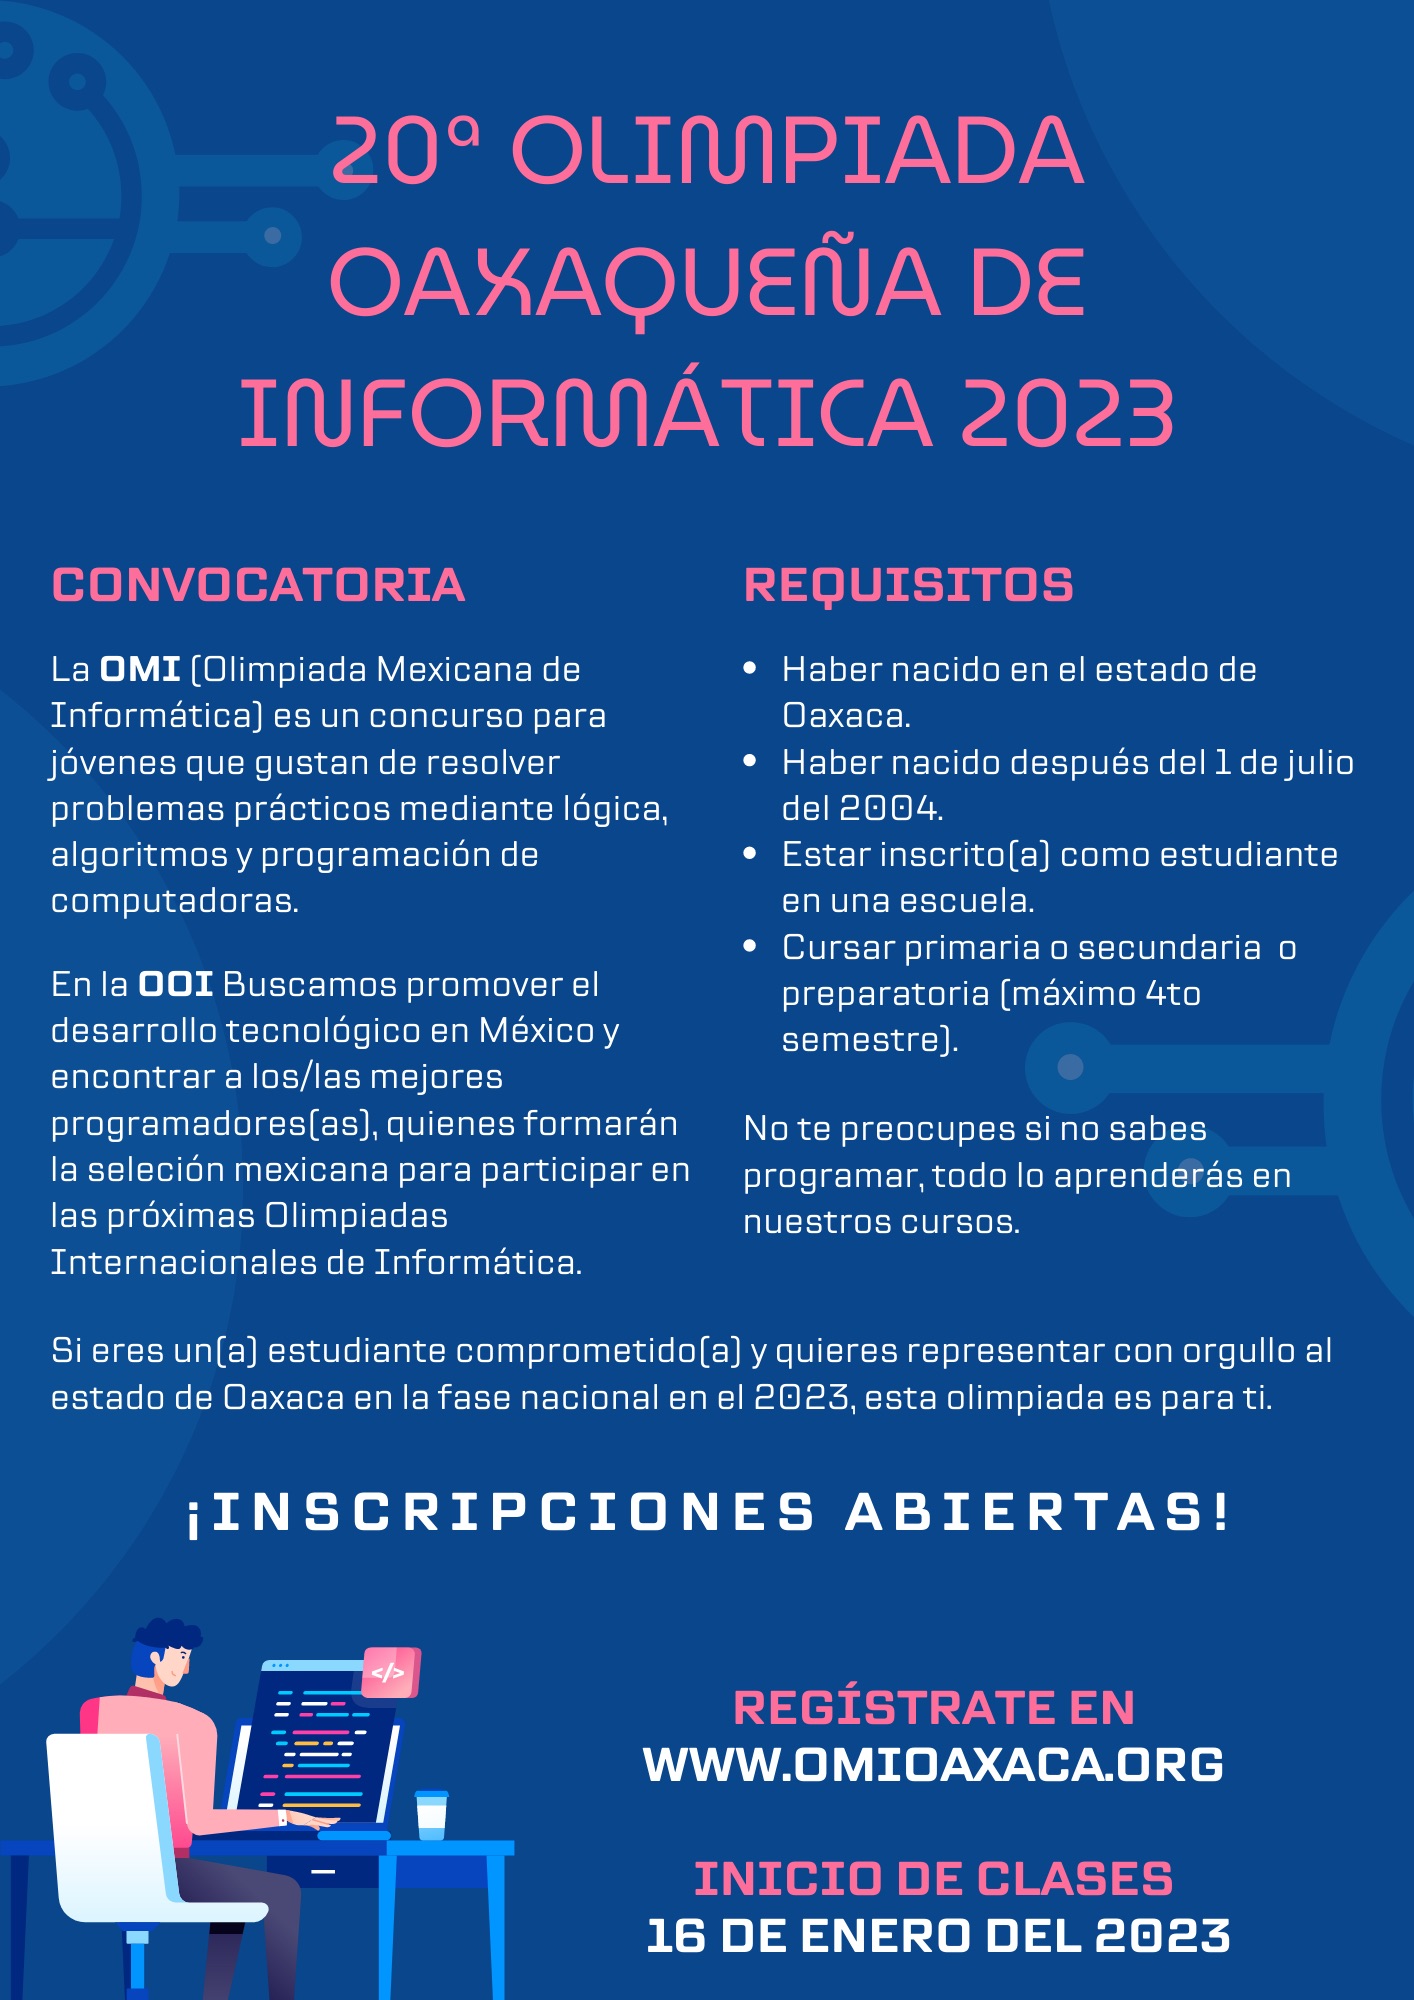 20ª OLIMPIADA
OAXAQUEÑA DE
INFORMÁTICA 2023
CONVOCATORIA
La OMI (Olimpiada Mexicana de
Informática) es un concurso para
jóvenes que gustan de resolver
problemas prácticos mediante lógica,
algoritmos y programación de
computadoras.
En la OOI Buscamos promover el
desarrollo tecnológico en México y
encontrar a los/las mejores
programadores(as), quienes formarán
la seleción mexicana para participar en
las próximas Olimpiadas
Internacionales de Informática.
REQUISITOS
• Haber nacido en el estado de
Oaxaca.
• Haber nacido después del 1 de julio
del 2004.
• Estar inscrito(a) como estudiante
en una escuela.
• Cursar primaria o secundaria o
preparatoria (máximo 4to
semestre).
No te preocupes si no sabes
programar, todo lo aprenderás en
nuestros cursos.
Si eres un(a) estudiante comprometido(a) y quieres representar con orgullo al
estado de Oaxaca en la fase nacional en el 2023, esta olimpiada es para ti.
¡INSCRIPCIONES ABIERTAS!
</>
REGÍSTRATE EN
WWW.OMIOAXACA.ORG
INICIO DE CLASES
16 DE ENERO DEL 2023